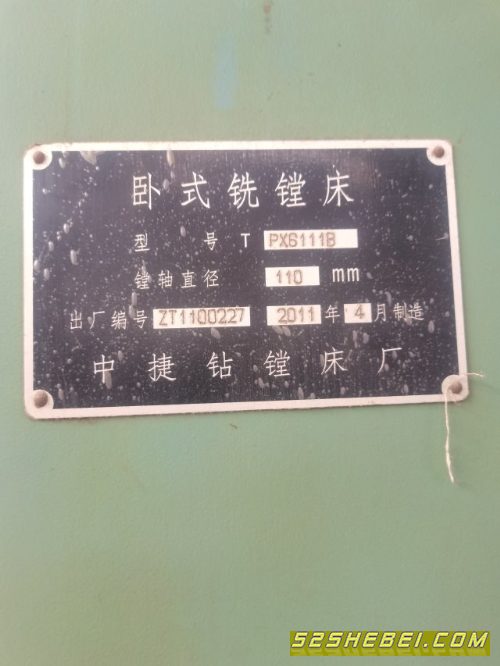 卧式铣镗床
型 号 T PX6111B
镗轴直径 110 mm
出厂编号 ZT1100227 2011 年 4 月制造
中捷钻镗床厂
52SHEBEI.COM